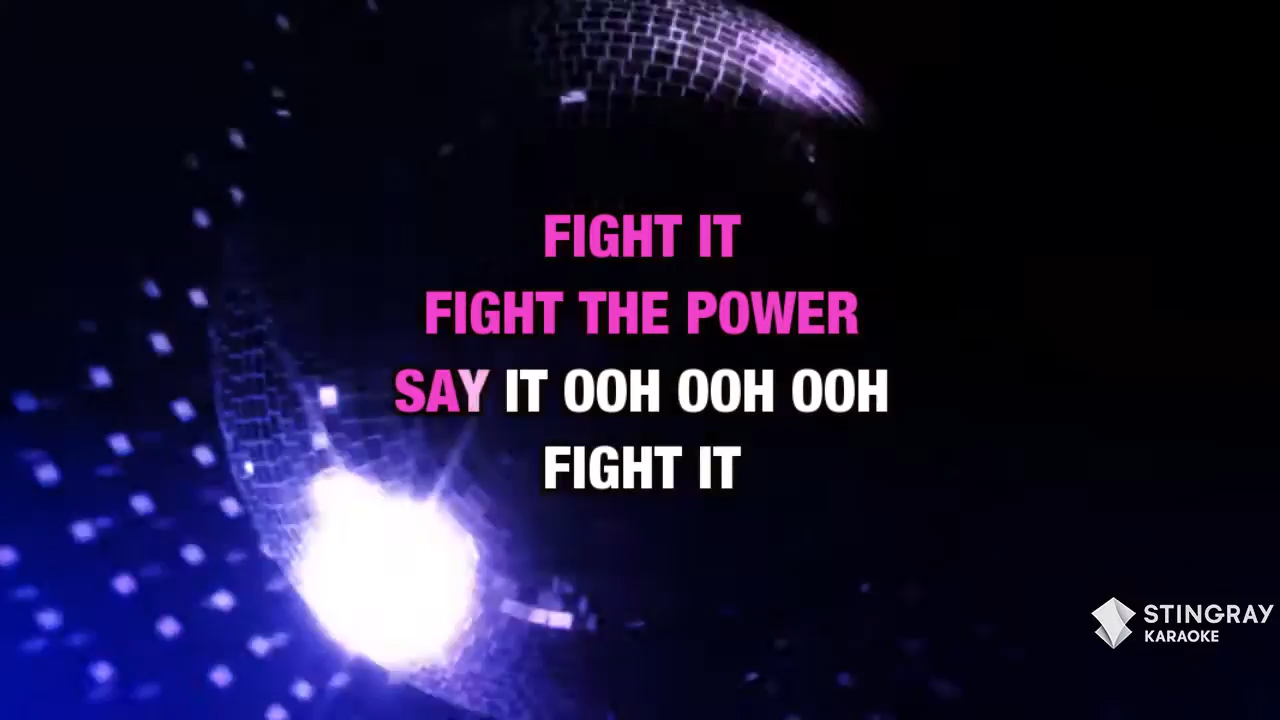 FIGHT IT
FIGHT THE POWER
SAY IT OOH OOH OOH
FIGHT IT
STINGRAY
KARAOKE